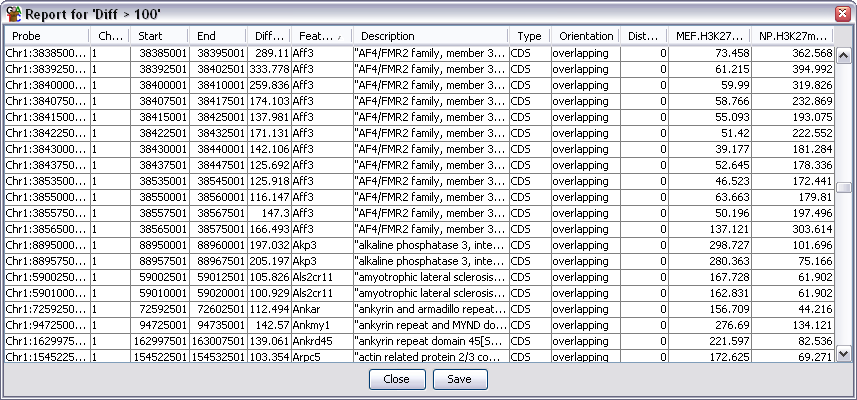 Report for 'Diff > 100'
Probe Ch... Start End Diff... Feat... Description Type Orientation Dist... MEF.H3K27... NP.H3K27m...
Chr1:3838500... 1 38385001 38395001 289.11 Aff3 "AF4/FMR2 family, member 3... CDS overlapping 0 73.458 362.568
Chr1:3839250... 1 38392501 38402501 333.778 Aff3 "AF4/FMR2 family, member 3... CDS overlapping 0 61.215 394.992
Chr1:3840000... 1 38400001 38410001 259.836 Aff3 "AF4/FMR2 family, member 3... CDS overlapping 0 59.99 319.826
Chr1:3840750... 1 38407501 38417501 174.103 Aff3 "AF4/FMR2 family, member 3... CDS overlapping 0 58.766 232.869
Chr1:3841500... 1 38415001 38425001 137.981 Aff3 "AF4/FMR2 family, member 3... CDS overlapping 0 55.093 193.075
Chr1:3842250... 1 38422501 38432501 171.131 Aff3 "AF4/FMR2 family, member 3... CDS overlapping 0 51.42 222.552
Chr1:3843000... 1 38430001 38440001 142.106 Aff3 "AF4/FMR2 family, member 3... CDS overlapping 0 39.177 181.284
Chr1:3843750... 1 38437501 38447501 125.692 Aff3 "AF4/FMR2 family, member 3... CDS overlapping 0 52.645 178.336
Chr1:3853500... 1 38535001 38545001 125.918 Aff3 "AF4/FMR2 family, member 3... CDS overlapping 0 46.523 172.441
Chr1:3855000... 1 38550001 38560001 116.147 Aff3 "AF4/FMR2 family, member 3... CDS overlapping 0 63.663 179.81
Chr1:3855750... 1 38557501 38567501 147.3 Aff3 "AF4/FMR2 family, member 3... CDS overlapping 0 50.196 197.496
Chr1:3856500... 1 38565001 38575001 166.493 Aff3 "AF4/FMR2 family, member 3... CDS overlapping 0 137.121 303.614
Chr1:8895000... 1 88950001 88960001 197.032 Akp3 "alkaline phosphatase 3, inte... CDS overlapping 0 298.727 101.696
Chr1:8895750... 1 88957501 88967501 205.197 Akp3 "alkaline phosphatase 3, inte... CDS overlapping 0 280.363 75.166
Chr1:5900250... 1 59002501 59012501 105.826 Als2cr11 "amyotrophic lateral sclerosis... CDS overlapping 0 167.728 61.902
Chr1:5901000... 1 59010001 59020001 100.929 Als2cr11 "amyotrophic lateral sclerosis... CDS overlapping 0 162.831 61.902
Chr1:7259250... 1 72592501 72602501 112.494 Ankar "ankyrin and armadillo repeat... CDS overlapping 0 156.709 44.216
Chr1:9472500... 1 94725001 94735001 142.57 Ankmy1 "ankyrin repeat and MYND do... CDS overlapping 0 276.69 134.121
Chr1:1629975... 1 162997501 163007501 139.061 Ankrd45 "ankyrin repeat domain 45[S... CDS overlapping 0 221.597 82.536
Chr1:1545225... 1 154522501 154532501 103.354 Arpc5 "actin related protein 2/3 co... CDS overlapping 0 172.625 69.271
Close Save